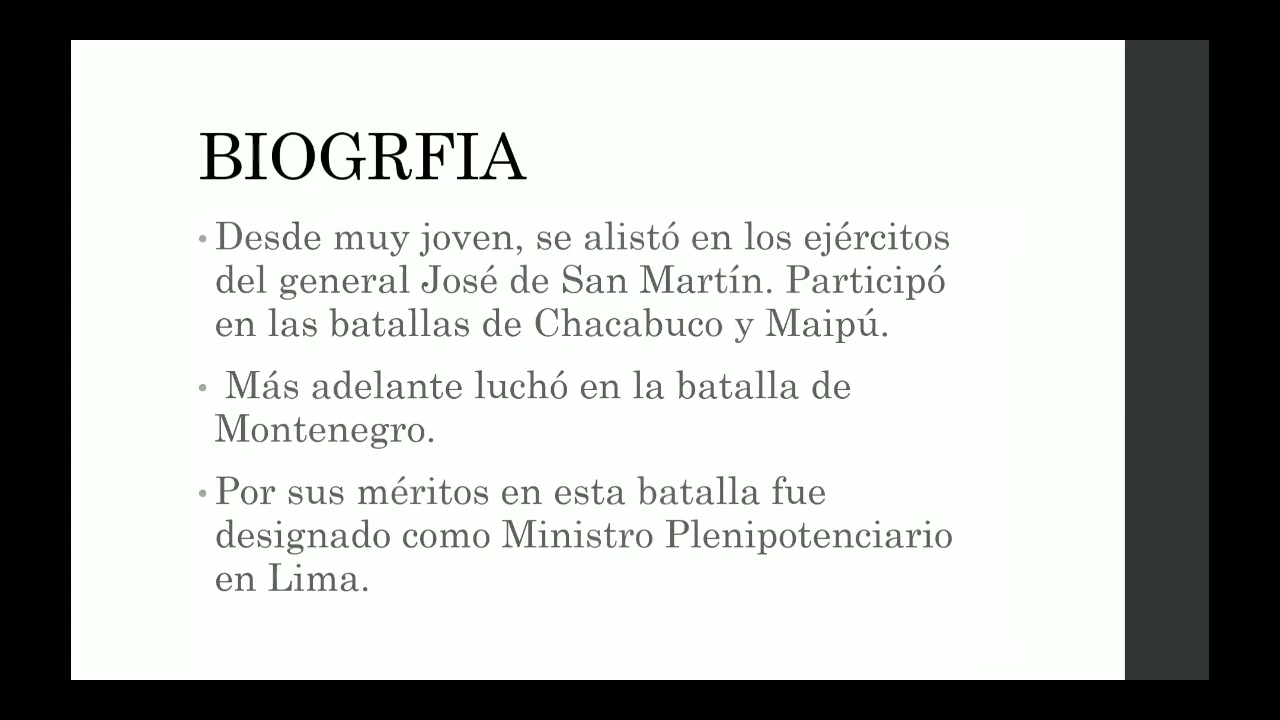 BIOGRFIA
• Desde muy joven, se alistó en los ejércitos
del general José de San Martín. Participó
en las batallas de Chacabuco y Maipú.
• Más adelante luchó en la batalla de
Montenegro.
• Por sus méritos en esta batalla fue
designado como Ministro Plenipotenciario
en Lima.